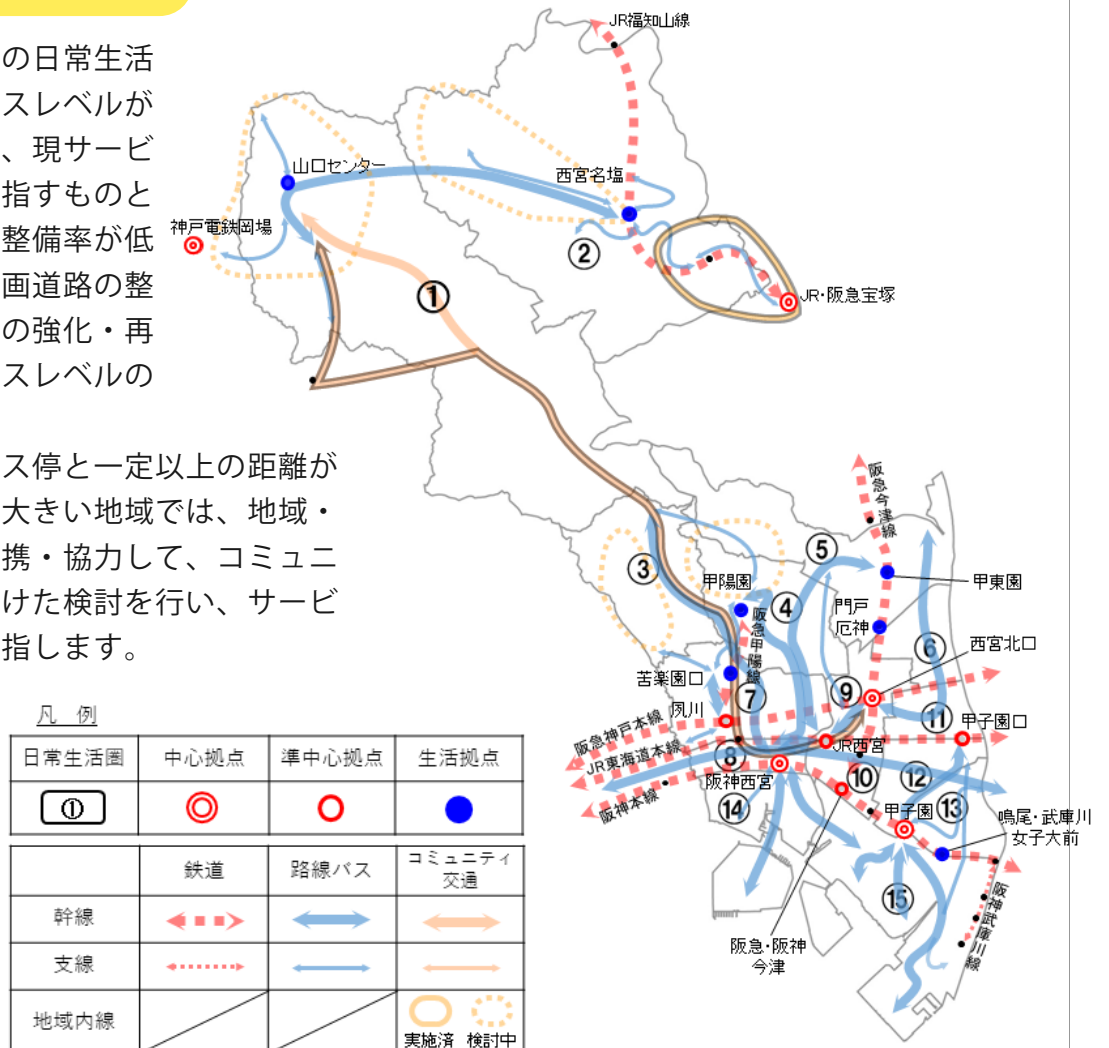 の日常生活
スレベルが
、現サービ
指すものと
整備率が低
画道路の整
の強化・再
スレベルの
ス停と一定以上の距離が
大きい地域では、地域・
携・協力して、コミュニ
けた検討を行い、サービ
指します。
JR福知山線
山口センター
西宮名塩
神戸電鉄岡場
②
①
JR・阪急宝塚
阪急今津線
⑤
③
甲陽園
甲東園
④
門戸
厄神
阪急甲陽線
⑥
西宮北口
苦楽園口
⑦
⑨
夙川
⑪
甲子園口
阪急神戸本線
JR東海道本線
阪神本線
⑧
JR西宮
阪神西宮
⑩
⑫
⑭
甲子園
⑬
鳴尾・武庫川
女子大前
⑮
阪神武庫川線
阪急・阪神
今津
凡 例
日常生活圏 中心拠点 準中心拠点 生活拠点
①
鉄道 路線バス コミュニティ
交通
幹線
支線
地域内線
実施済 検討中